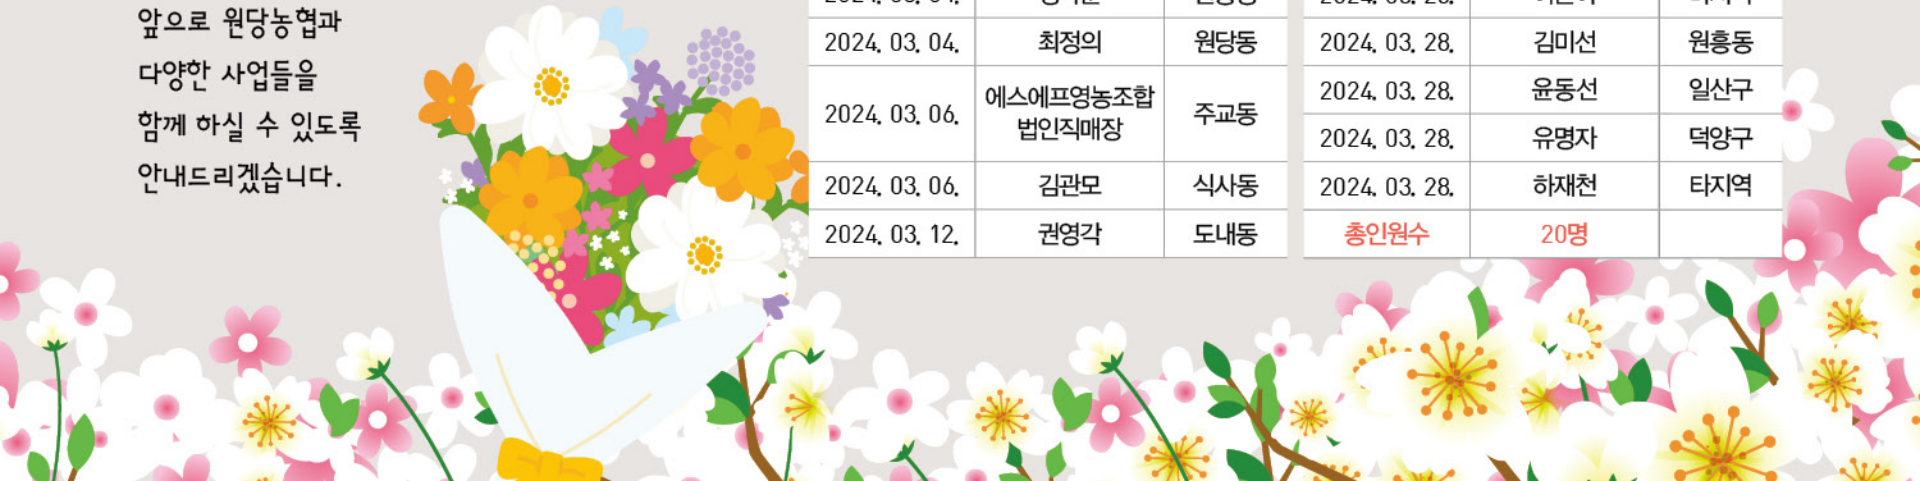 앞으로 원당농협과
다양한 사업들을
함께 하실 수 있도록
안내드리겠습니다.
2024. 03. 04. 최정의 원당동
2024. 03. 06. 에스에프영농조합
법인직매장 주교동
2024. 03. 06. 김관모 식사동
2024. 03. 12. 권영각 도내동
2024. 03. 28. 김미선 원흥동
2024. 03. 28. 윤동선 일산구
2024. 03. 28. 유명자 덕양구
2024. 03. 28. 하재천 타지역
총인원수 20명